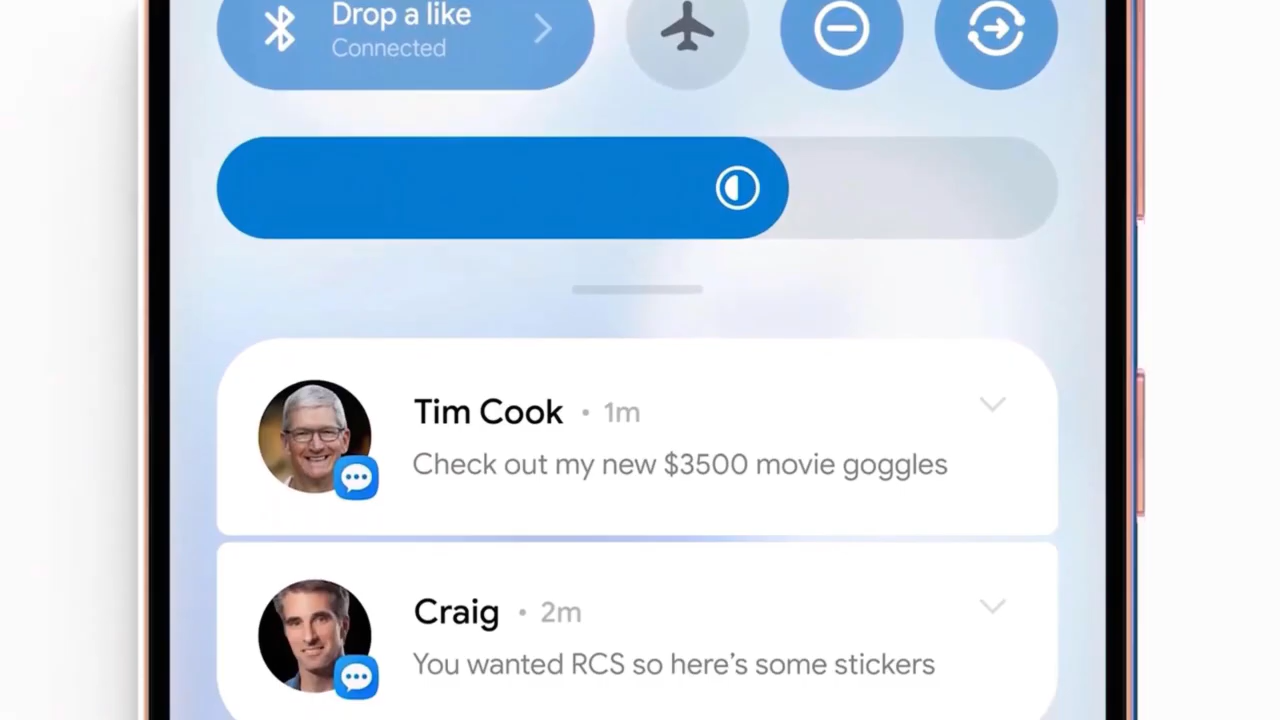 Drop a like
Connected
Tim Cook • 1m
Check out my new $3500 movie goggles
Craig • 2m
You wanted RCS so here’s some stickers